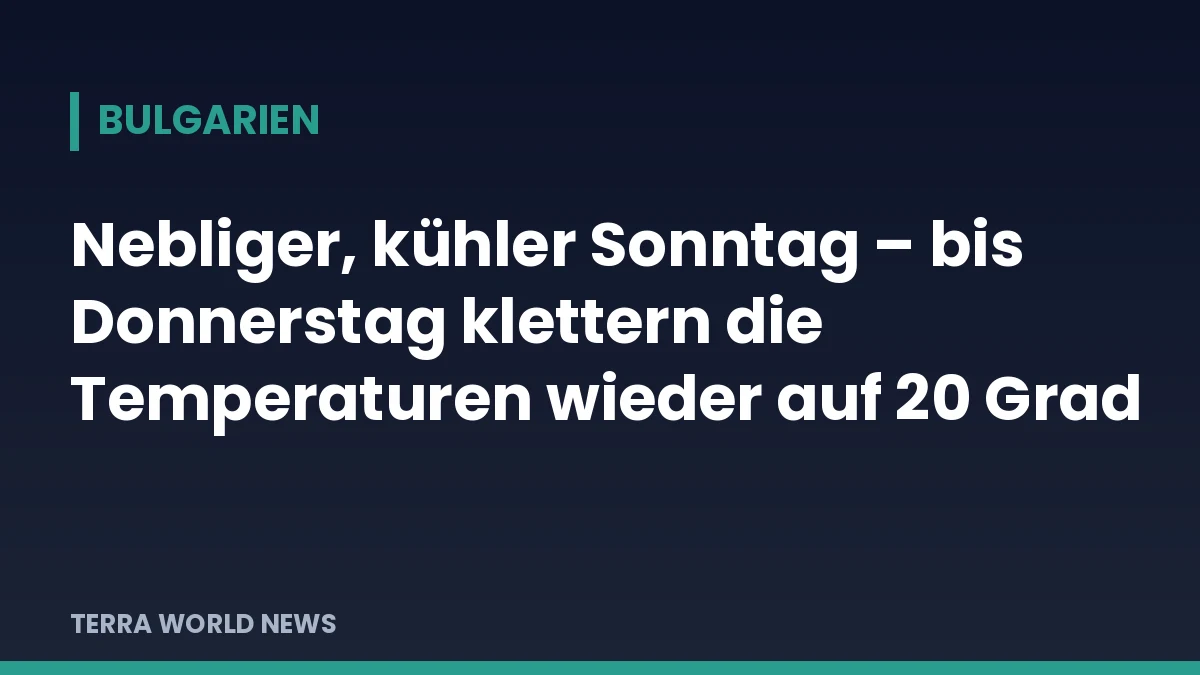 BULGARIEN
Nebliger, kühler Sonntag – bis
Donnerstag klettern die
Temperaturen wieder auf 20 Grad
TERRA WORLD NEWS